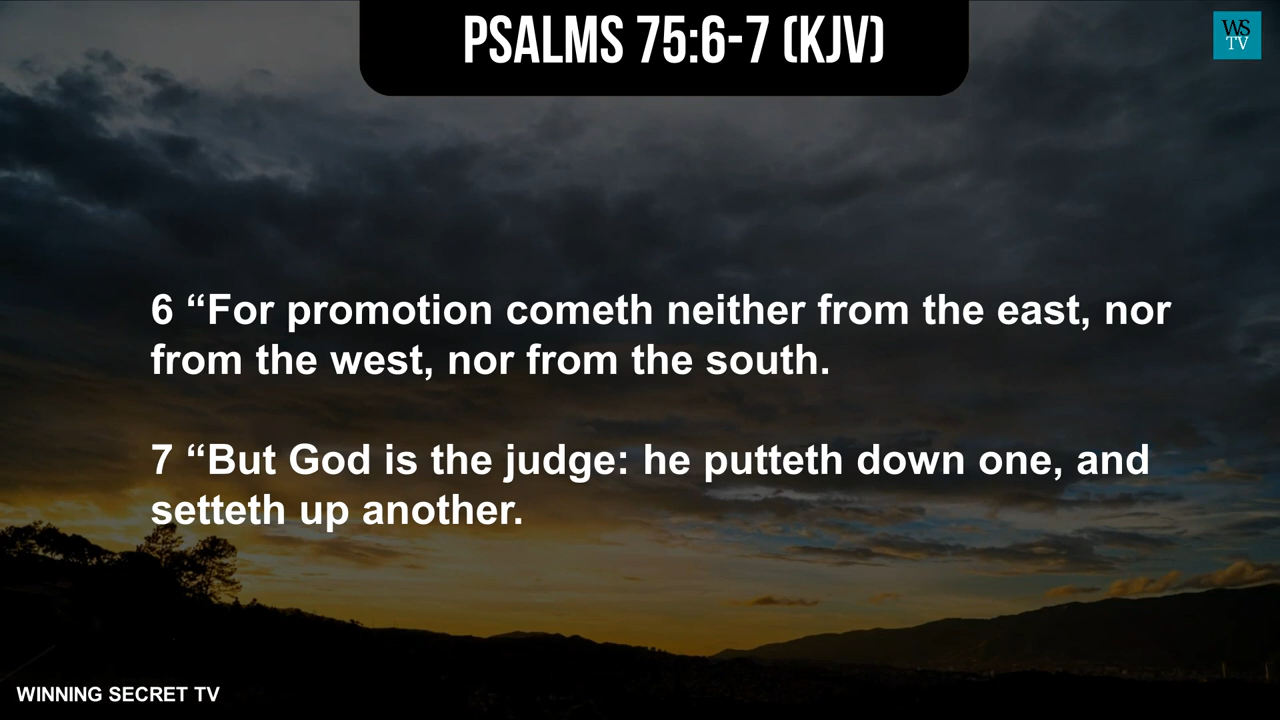 PSALMS 75:6-7 (KJV)
WS
TV
6 “For promotion cometh neither from the east, nor
from the west, nor from the south.
7 “But God is the judge: he putteth down one, and
setteth up another.
WINNING SECRET TV